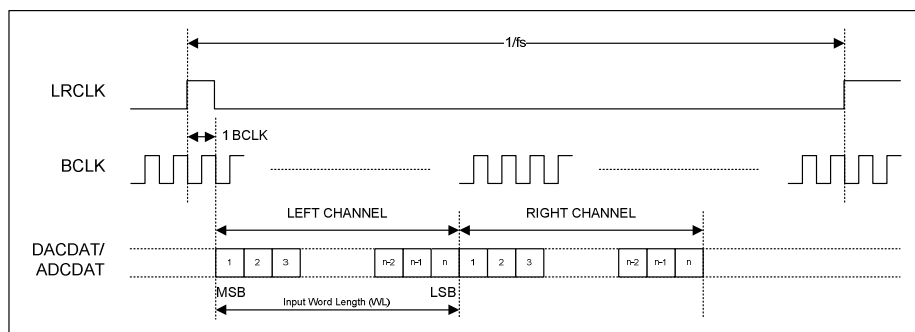 1/fs
LRCLK
1 BCLK
BCLK
LEFT CHANNEL
RIGHT CHANNEL
DACDAT/
ADCDAT
1 2 3 n-2 n-1 n 1 2 3 n-2 n-1 n
MSB LSB
Input Word Length (WL)